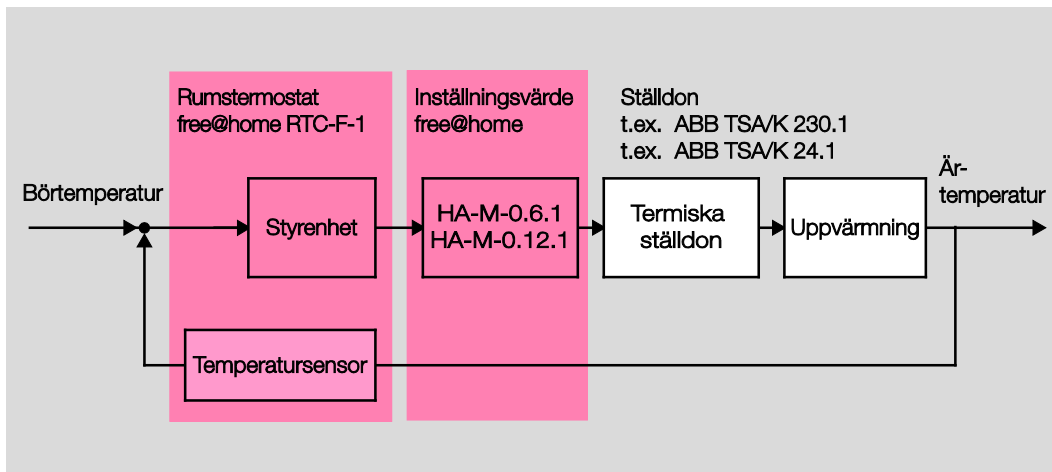 Rumstermostat
free@home RTC-F-1
Inställningsvärde
free@home
Ställdon
t.ex. ABB TSA/K 230.1
t.ex. ABB TSA/K 24.1
Börtemperatur
Är-
temperatur
Styrenhet
HA-M-0.6.1
HA-M-0.12.1
Termiska
ställdon
Uppvärmning
Temperatursensor